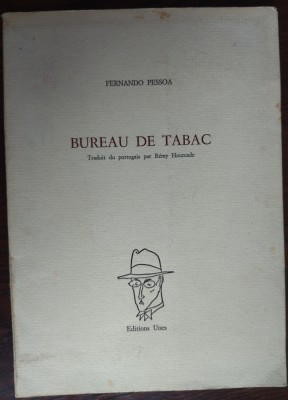 FERNANDO PESSOA
BUREAU DE TABAC
Traduit du portugais par Rémy Hourcade
Editions Unes